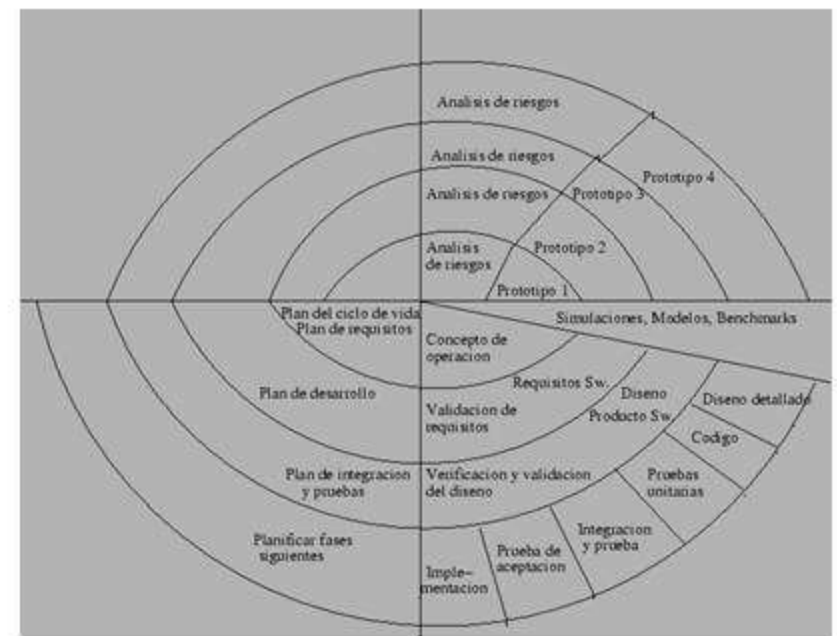 Analisis de riesgos
Analisis de riesgos
Prototipo 4
Analisis de riesgos
Prototipo 3
Analisis
de riesgos
Prototipo 2
Prototipo 1
Plan del ciclo de vida
Plan de requisitos
Simulaciones, Modelos, Benchmarks
Concepto de
operacion
Plan de desarrollo
Requisitos Sw.
Diseno
Producto Sw.
Diseno detallado
Validacion de
requisitos
Codigo
Plan de integracion
y pruebas
Verificacion y validacion
del diseno
Pruebas
unitarias
Planificar fases
siguientes
Integracion
y prueba
Prueba de
aceptacion
Imple-
mentacion